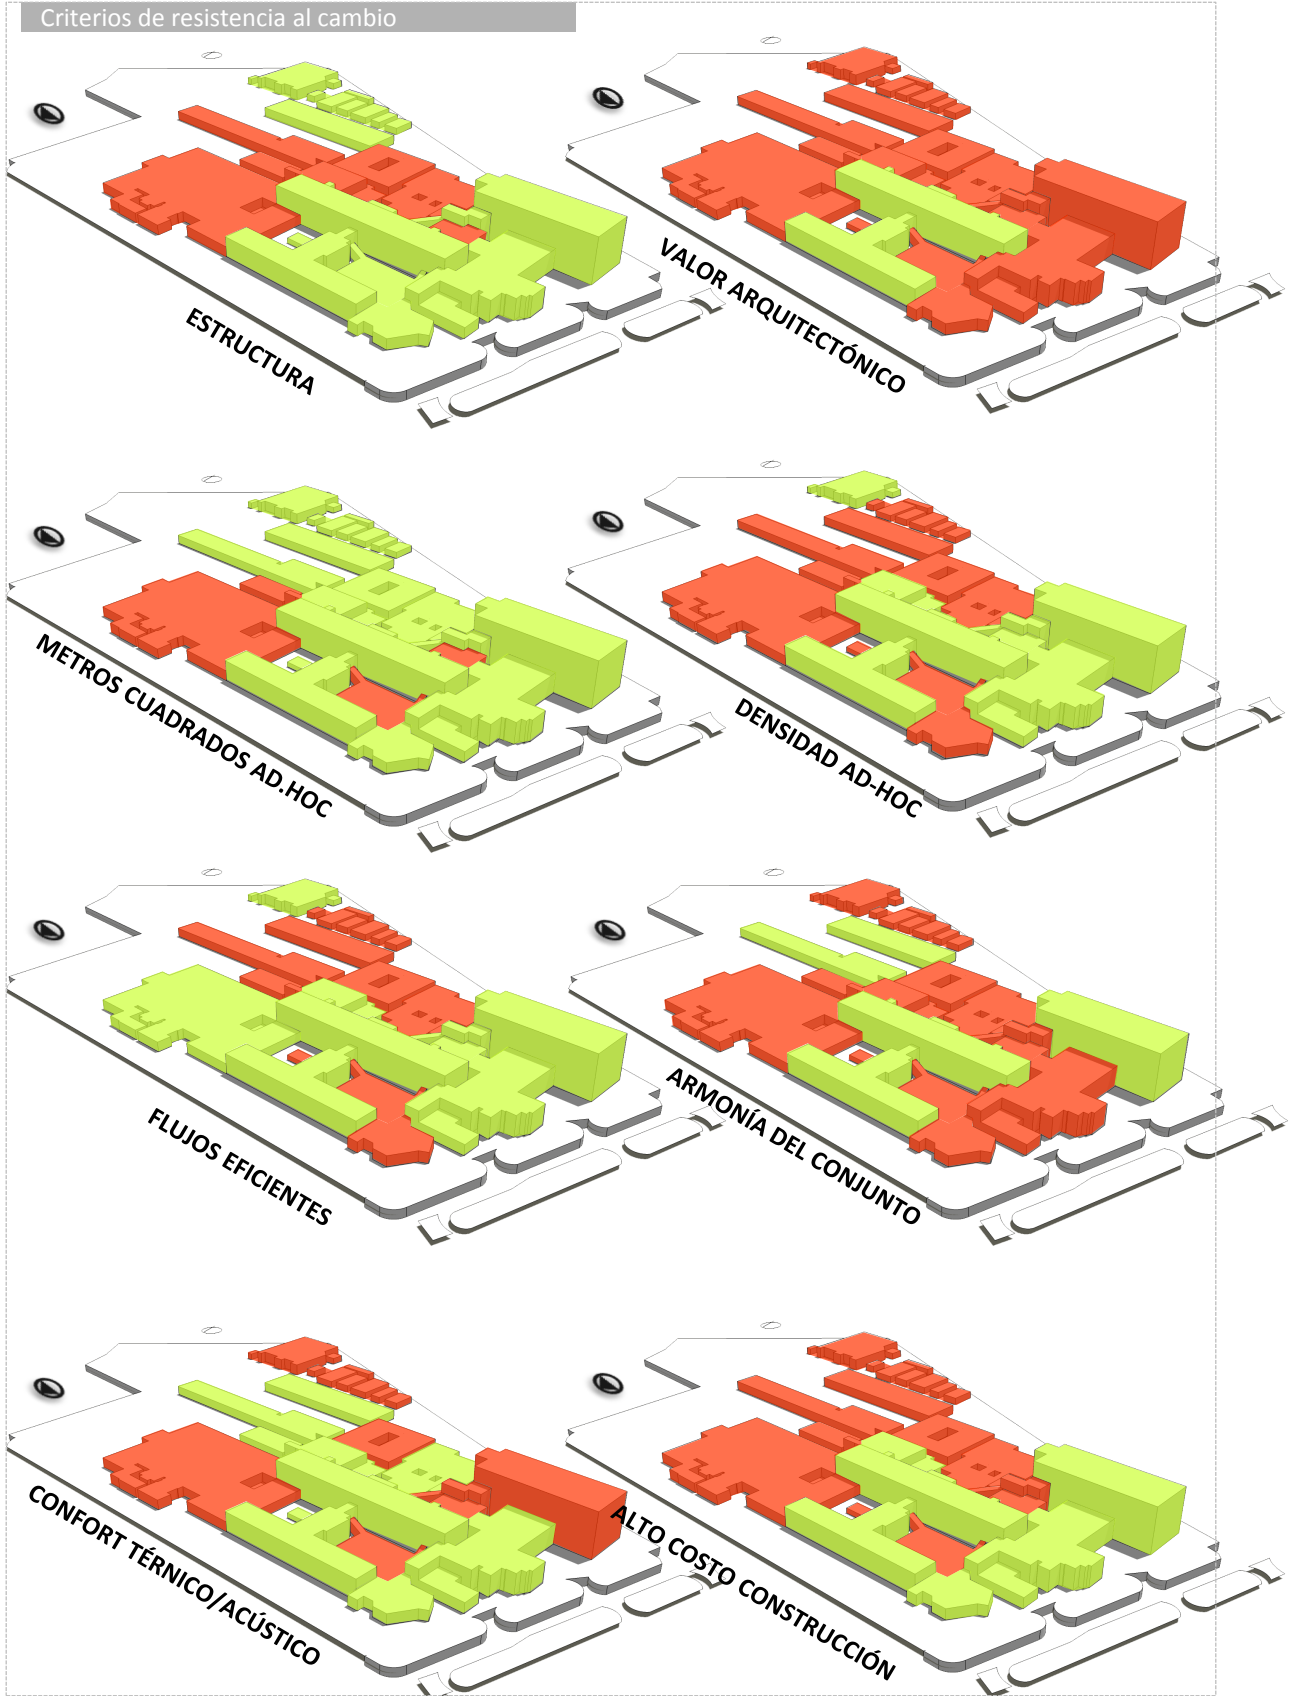 Criterios de resistencia al cambio
ESTRUCTURA
VALOR ARQUITECTÓNICO
METROS CUADRADOS AD.HOC
DENSIDAD AD-HOC
FLUJOS EFICIENTES
ARMONÍA DEL CONJUNTO
CONFORT TÉRNICO/ACÚSTICO
ALTO COSTO CONSTRUCCIÓN